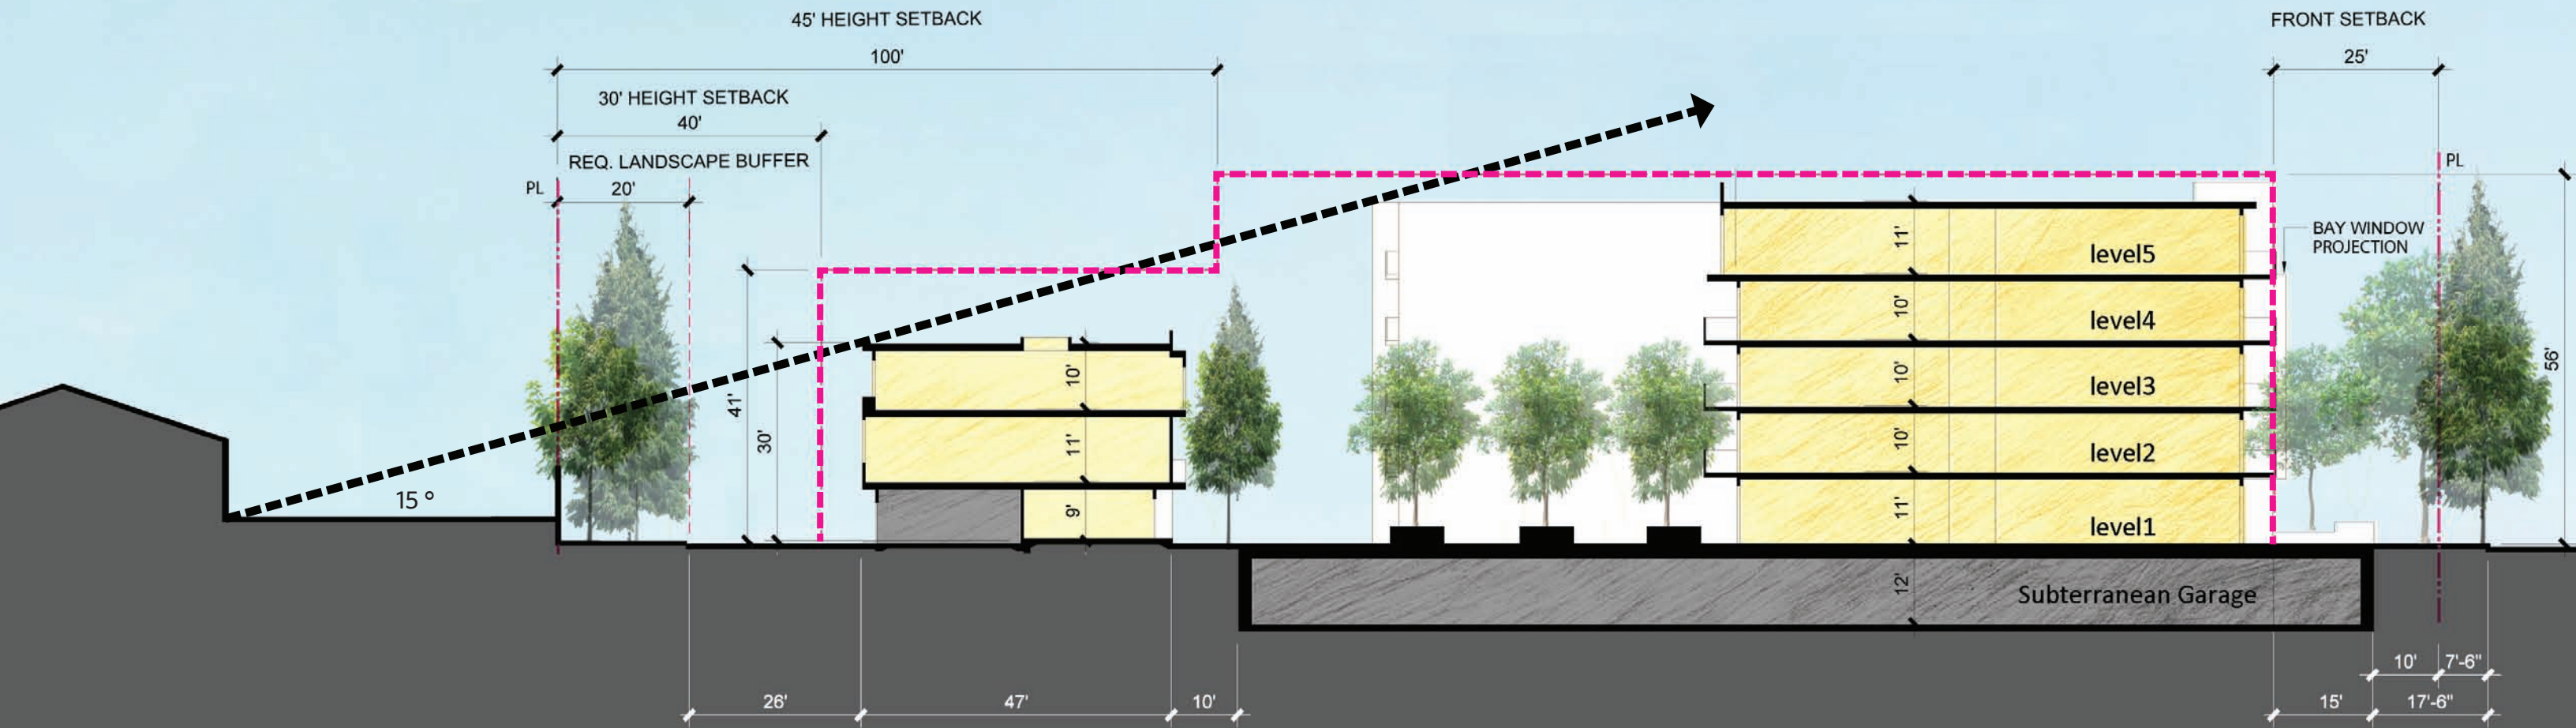 45' HEIGHT SETBACK
100'
30' HEIGHT SETBACK
40'
REQ. LANDSCAPE BUFFER
PL
20'
FRONT SETBACK
25'
PL
BAY WINDOW
PROJECTION
56'
41'
30'
10'
11'
9'
11'
10'
10'
10'
11'
12'
level5
level4
level3
level2
level1
Subterranean Garage
15 °
26'
47'
10'
10'
7'-6"
15'
17'-6"